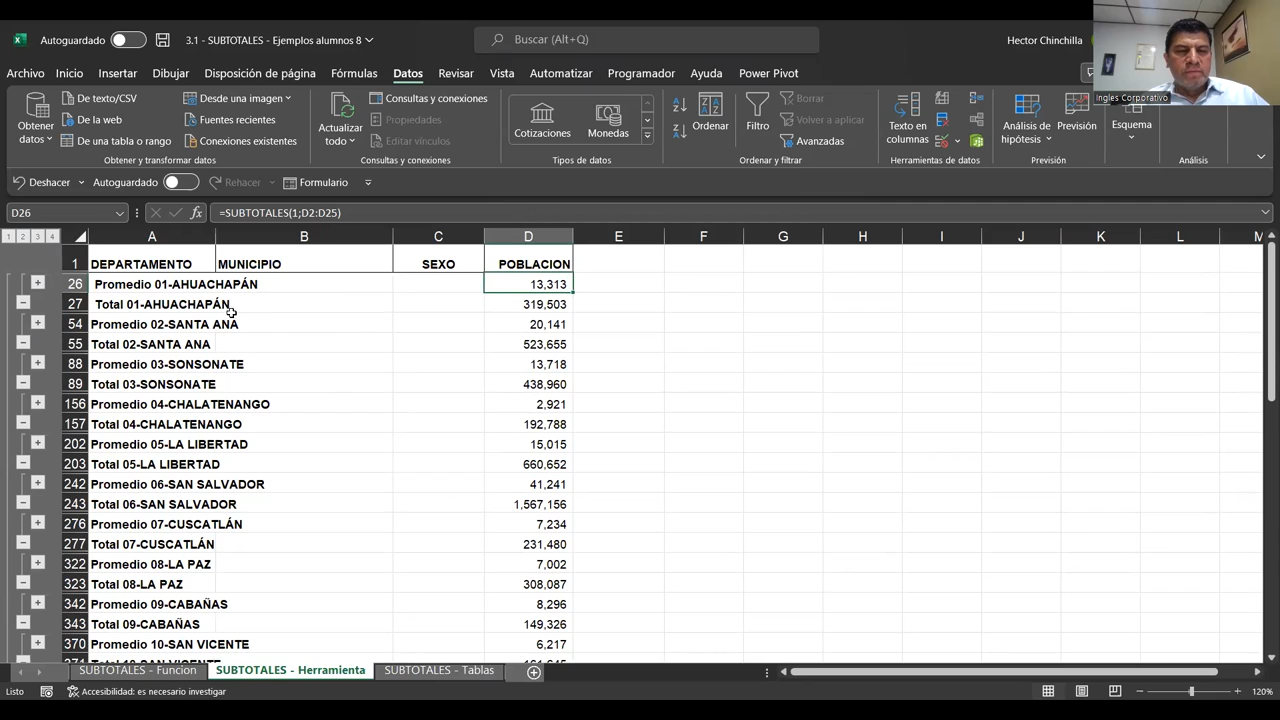 Autoguardado
3.1 - SUBTOTALES - Ejemplos alumnos 8
Buscar (Alt+Q)
Hector Chinchilla
Archivo Inicio Insertar Dibujar Disposición de página Fórmulas Datos Revisar Vista Automatizar Programador Ayuda Power Pivot
Ingles Corporativo
Obtener datos
De texto/CSV
De la web
De una tabla o rango
Desde una imagen
Fuentes recientes
Conexiones existentes
Obtener y transformar datos
Actualizar todo
Consultas y conexiones
Propiedades
Editar vínculos
Consultas y conexiones
Cotizaciones
Monedas
Tipos de datos
Ordenar
Filtro
Borrar
Volver a aplicar
Avanzadas
Ordenar y filtrar
Texto en columnas
Herramientas de datos
Análisis de hipótesis
Previsión
Previsión
Esquema
Análisis
Deshacer Autoguardado Rehacer Formulario
D26 fx =SUBTOTALES(1;D2:D25)
1 2 3 4 A B C D E F G H I J K L M
1 DEPARTAMENTO MUNICIPIO SEXO POBLACION
26 Promedio 01-AHUACHAPÁN 13,313
27 Total 01-AHUACHAPÁN 319,503
54 Promedio 02-SANTA ANA 20,141
55 Total 02-SANTA ANA 523,655
88 Promedio 03-SONSONATE 13,718
89 Total 03-SONSONATE 438,960
156 Promedio 04-CHALATENANGO 2,921
157 Total 04-CHALATENANGO 192,788
202 Promedio 05-LA LIBERTAD 15,015
203 Total 05-LA LIBERTAD 660,652
242 Promedio 06-SAN SALVADOR 41,241
243 Total 06-SAN SALVADOR 1,567,156
276 Promedio 07-CUSCATLÁN 7,234
277 Total 07-CUSCATLÁN 231,480
322 Promedio 08-LA PAZ 7,002
323 Total 08-LA PAZ 308,087
342 Promedio 09-CABAÑAS 8,296
343 Total 09-CABAÑAS 149,326
370 Promedio 10-SAN VICENTE 6,217
371 Total 10-SAN VICENTE 161,645
SUBTOTALES - Funcion SUBTOTALES - Herramienta SUBTOTALES - Tablas
Listo Accesibilidad: es necesario investigar 120%